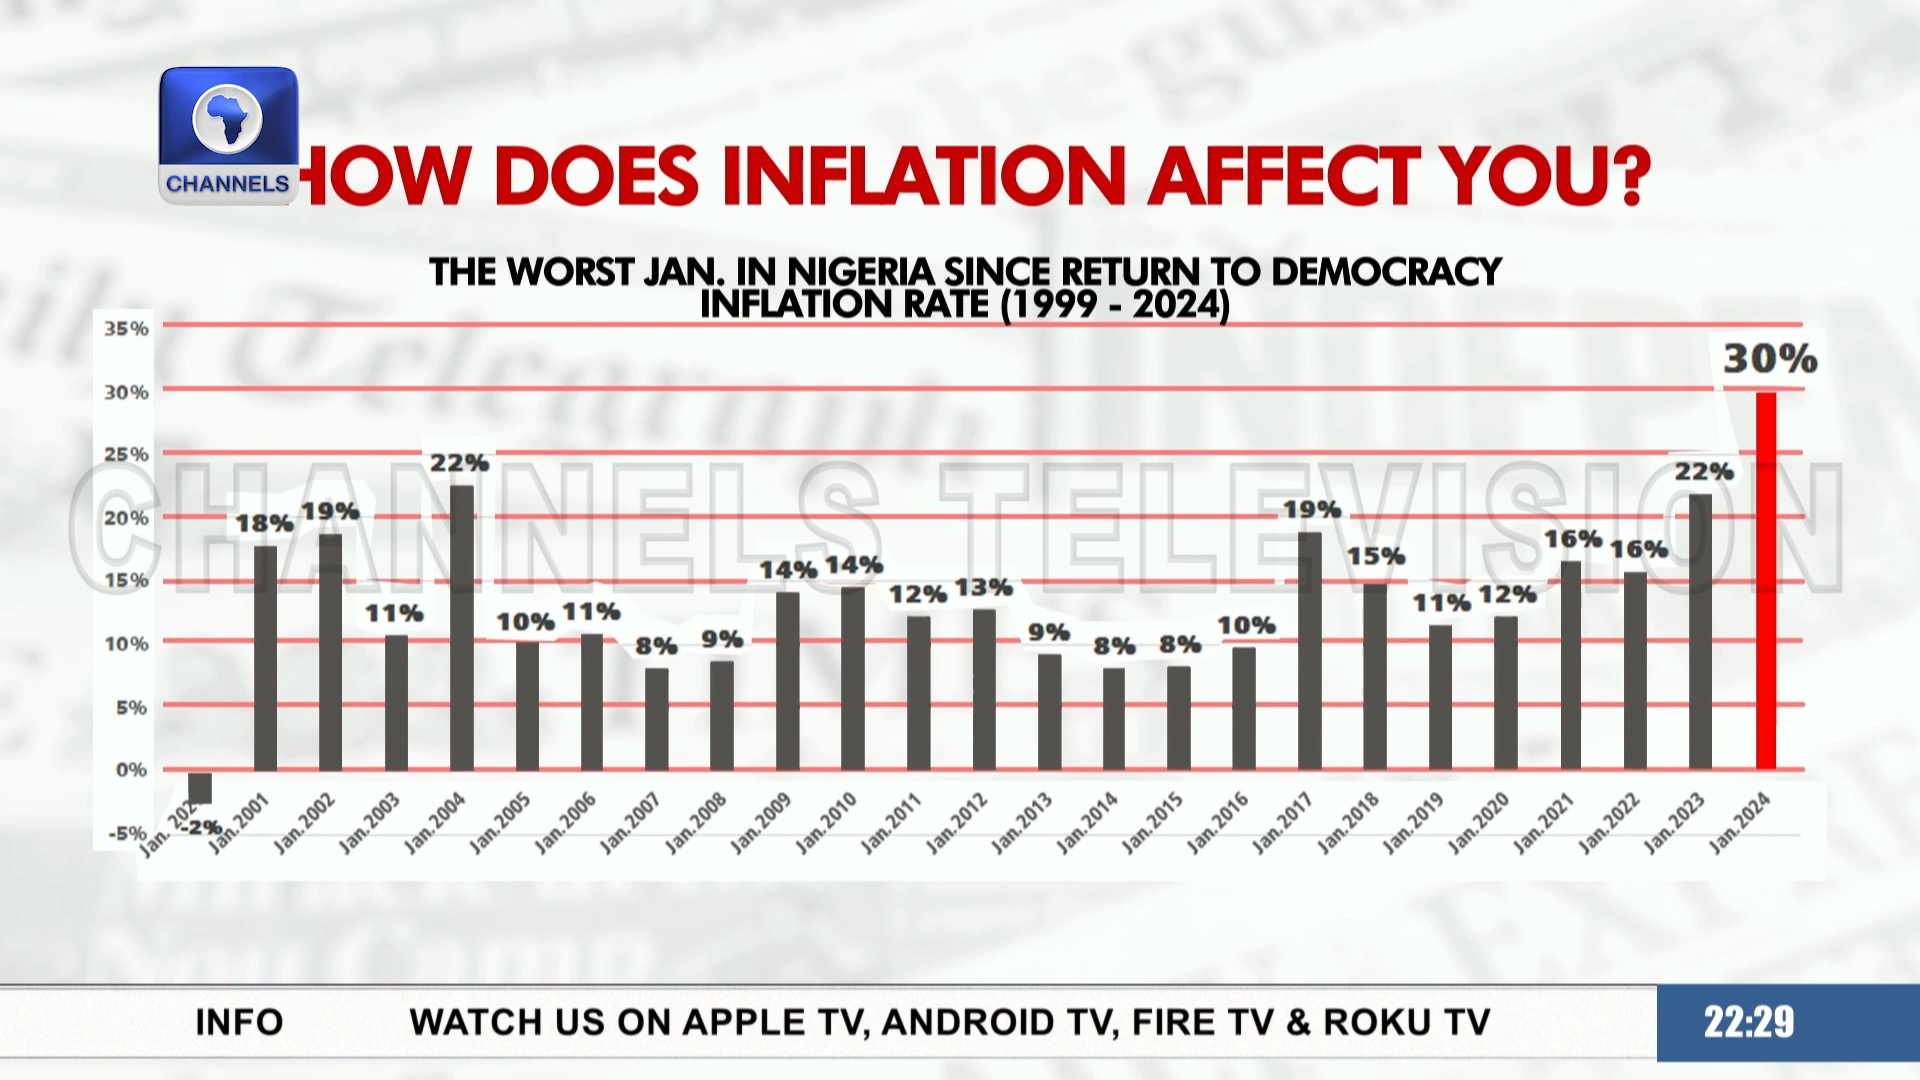 CHANNELS
HOW DOES INFLATION AFFECT YOU?
THE WORST JAN. IN NIGERIA SINCE RETURN TO DEMOCRACY
INFLATION RATE (1999 - 2024)
35%
30%
25%
20%
15%
10%
5%
0%
-5%
-2%
18%
19%
11%
22%
10%
11%
8%
9%
14%
14%
12%
13%
9%
8%
8%
10%
19%
15%
11%
12%
16%
16%
22%
30%
CHANNELS TELEVISION
Jan.
Jan.2001
Jan.2002
Jan.2003
Jan.2004
Jan.2005
Jan.2006
Jan.2007
Jan.2008
Jan.2009
Jan.2010
Jan.2011
Jan.2012
Jan.2013
Jan.2014
Jan.2015
Jan.2016
Jan.2017
Jan.2018
Jan.2019
Jan.2020
Jan.2021
Jan.2022
Jan.2023
Jan.2024
INFO
WATCH US ON APPLE TV, ANDROID TV, FIRE TV & ROKU TV
22:29